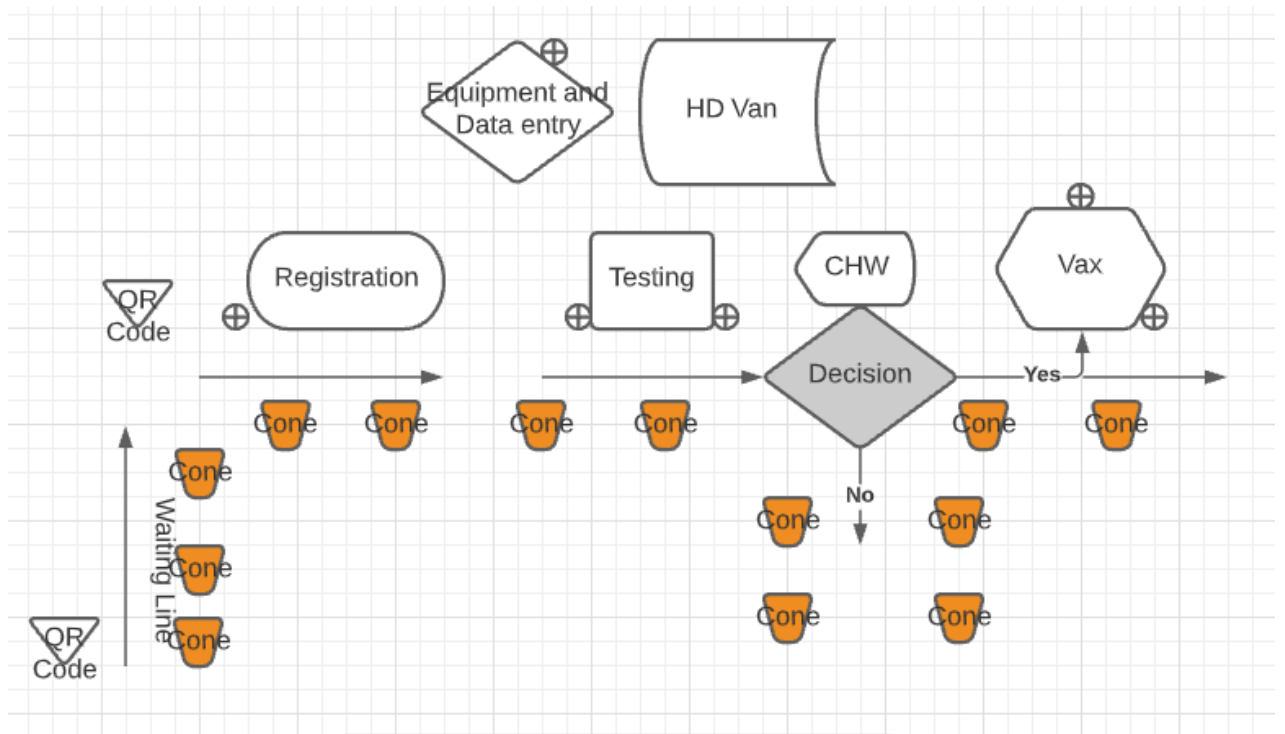 Equipment and
Data entry
HD Van
Registration
Testing
CHW
Vax
QR
Code
Decision
Yes
Cone
Cone
Cone
Cone
Cone
Cone
Cone
Waiting Line
No
Cone
Cone
Cone
Cone
QR
Code
Cone
Cone